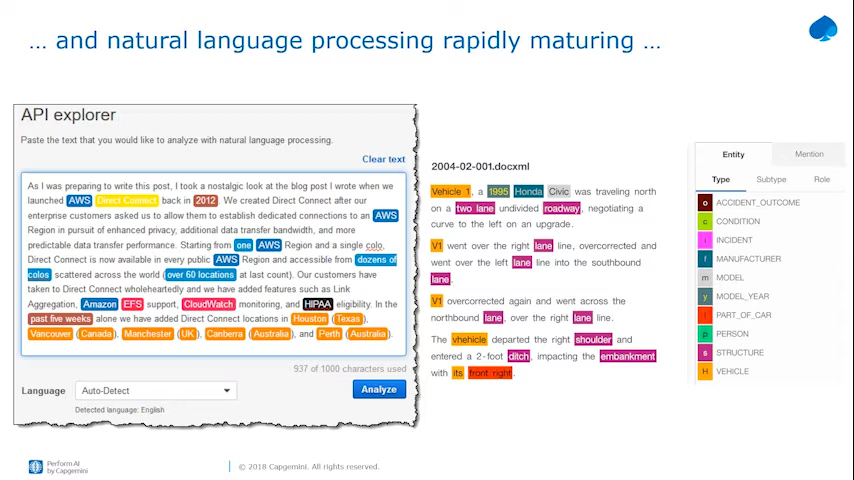 … and natural language processing rapidly maturing …
API explorer
Paste the text that you would like to analyze with natural language processing.
Clear text
As I was preparing to write this post, I took a nostalgic look at the blog post I wrote when we
launched AWS Direct Connect back in 2012. We created Direct Connect after our
enterprise customers asked us to allow them to establish dedicated connections to an AWS
Region in pursuit of enhanced privacy, additional data transfer bandwidth, and more
predictable data transfer performance. Starting from one AWS Region and a single colo,
Direct Connect is now available in every public AWS Region and accessible from dozens of
colos scattered across the world (over 60 locations at last count). Our customers have
taken to Direct Connect wholeheartedly and we have added features such as Link
Aggregation, Amazon EFS support, CloudWatch monitoring, and HIPAA eligibility. In the
past five weeks alone we have added Direct Connect locations in Houston (Texas),
Vancouver (Canada), Manchester (UK), Canberra (Australia), and Perth (Australia).
937 of 1000 characters used
Language Auto-Detect Analyze
Detected language: English
2004-02-001.docxml
Vehicle 1, a 1995 Honda Civic was traveling north
on a two lane undivided roadway, negotiating a
curve to the left on an upgrade.
V1 went over the right lane line, overcorrected and
went over the left lane line into the southbound
lane.
V1 overcorrected again and went across the
northbound lane, over the right lane line.
The vhehicle departed the right shoulder and
entered a 2-foot ditch, impacting the embankment
with its front right.
Entity Mention
Type Subtype Role
o ACCIDENT_OUTCOME
c CONDITION
i INCIDENT
f MANUFACTURER
m MODEL
y MODEL_YEAR
l PART_OF_CAR
p PERSON
s STRUCTURE
H VEHICLE
Perform AI
by Capgemini
© 2018 Capgemini. All rights reserved.